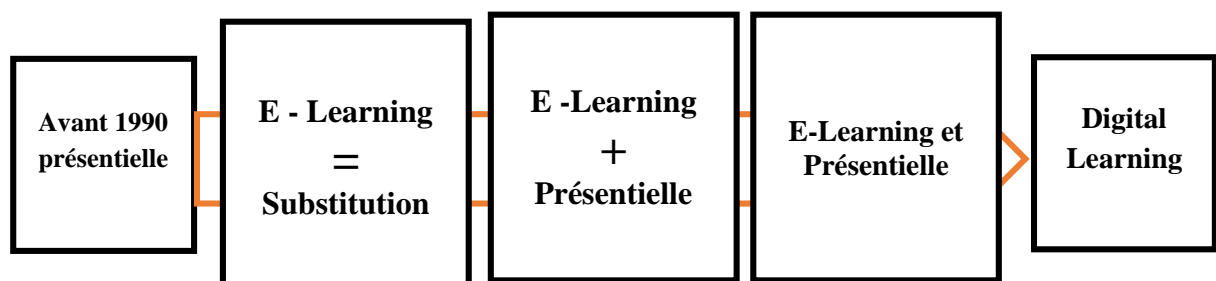 Avant 1990
présentielle
E - Learning
=
Substitution
E -Learning
+
Présentielle
E-Learning et
Présentielle
Digital
Learning